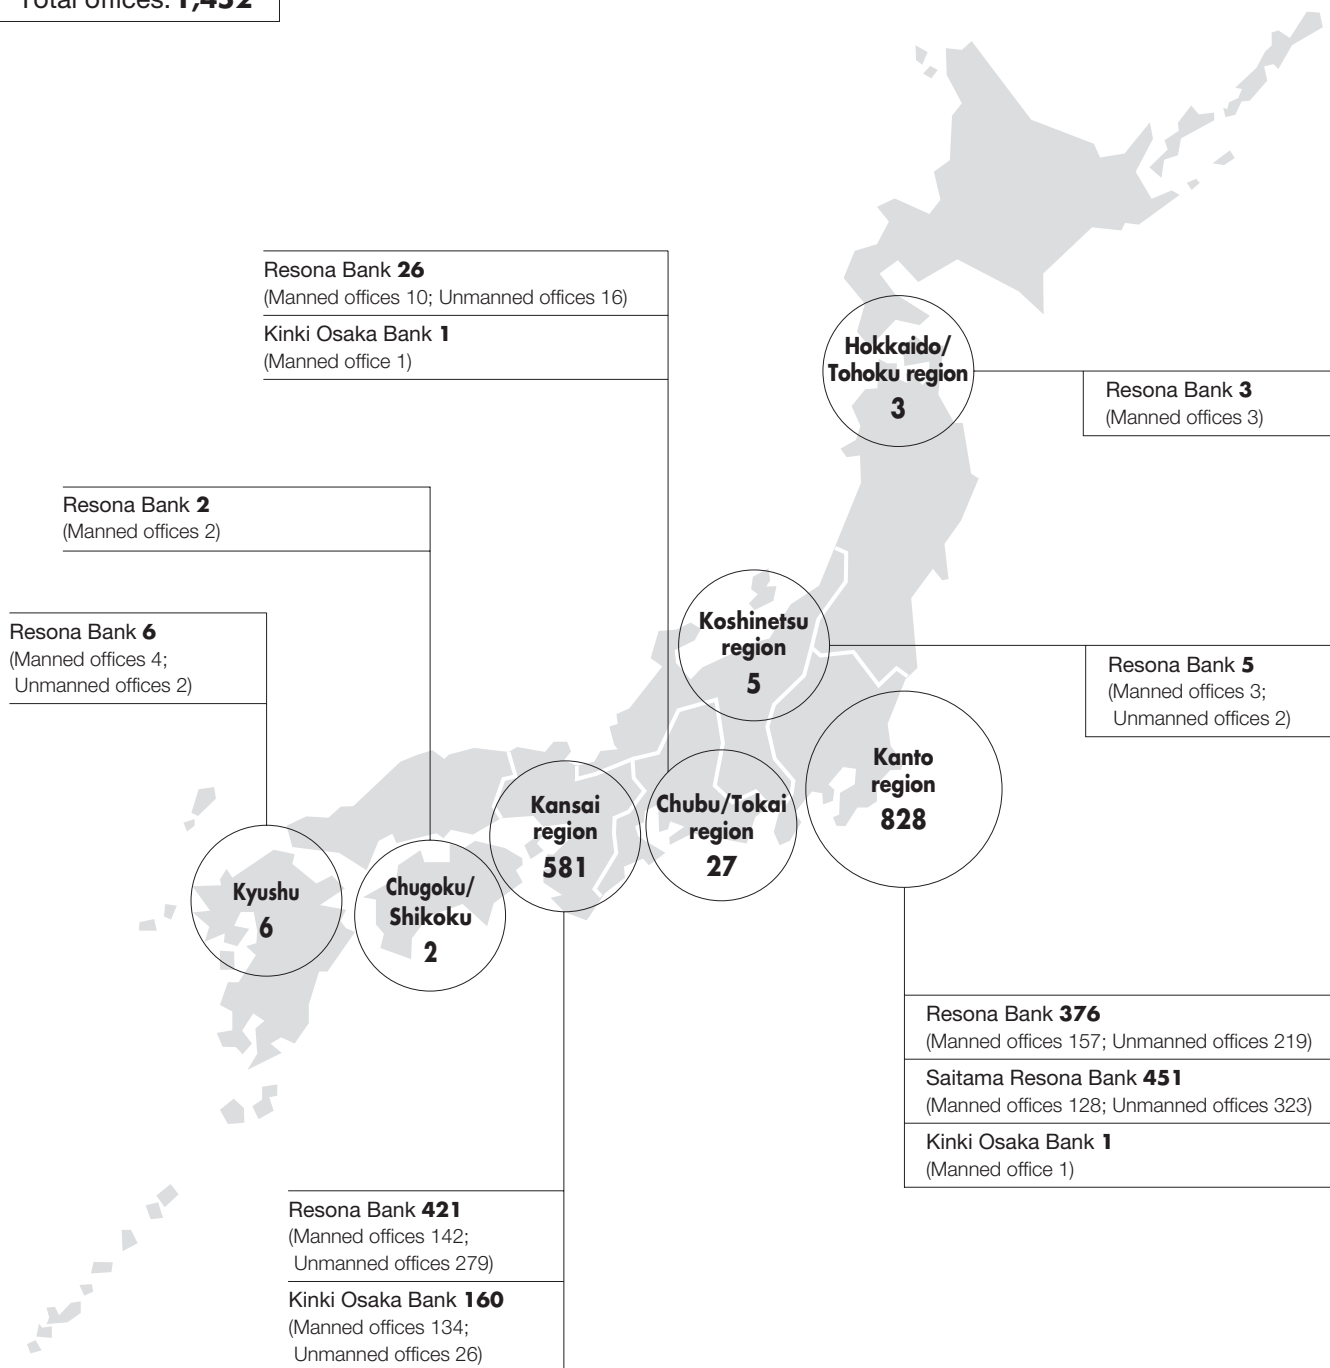 Total offices: 1,452
Resona Bank 26
(Manned offices 10; Unmanned offices 16)
Kinki Osaka Bank 1
(Manned office 1)
Hokkaido/
Tohoku region
3
Resona Bank 3
(Manned offices 3)
Resona Bank 2
(Manned offices 2)
Resona Bank 6
(Manned offices 4;
Unmanned offices 2)
Koshinetsu
region
5
Resona Bank 5
(Manned offices 3;
Unmanned offices 2)
Kanto
region
828
Kansai
region
581
Chubu/Tokai
region
27
Kyushu
6
Chugoku/
Shikoku
2
Resona Bank 376
(Manned offices 157; Unmanned offices 219)
Saitama Resona Bank 451
(Manned offices 128; Unmanned offices 323)
Kinki Osaka Bank 1
(Manned office 1)
Resona Bank 421
(Manned offices 142;
Unmanned offices 279)
Kinki Osaka Bank 160
(Manned offices 134;
Unmanned offices 26)